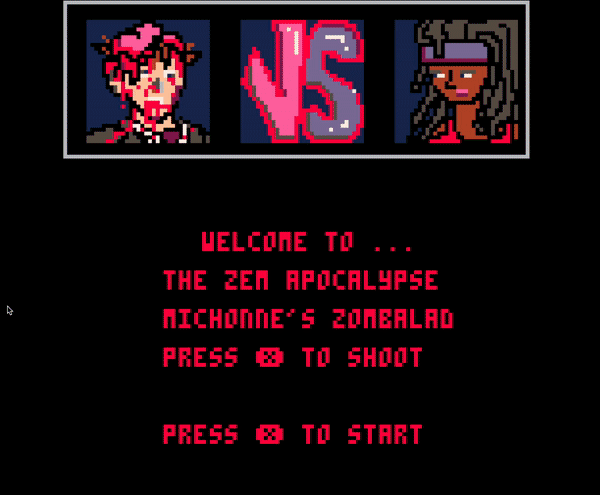 VS
WELCOME TO ...
THE ZEM APOCALYPSE
MICHONNE'S ZOMBALAD
PRESS ❎ TO SHOOT
PRESS ❎ TO START